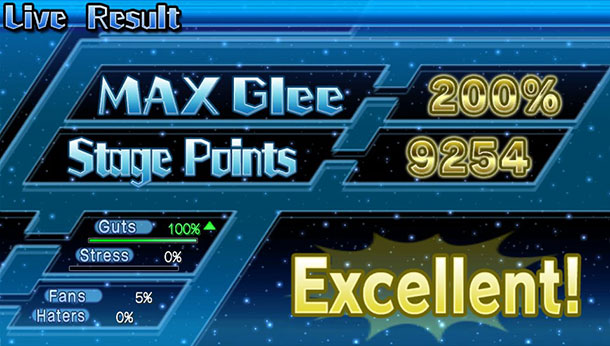 Live Result
MAX Glee 200%
Stage Points 9254
Guts 100%
Stress 0%
Fans 5%
Haters 0%
Excellent!